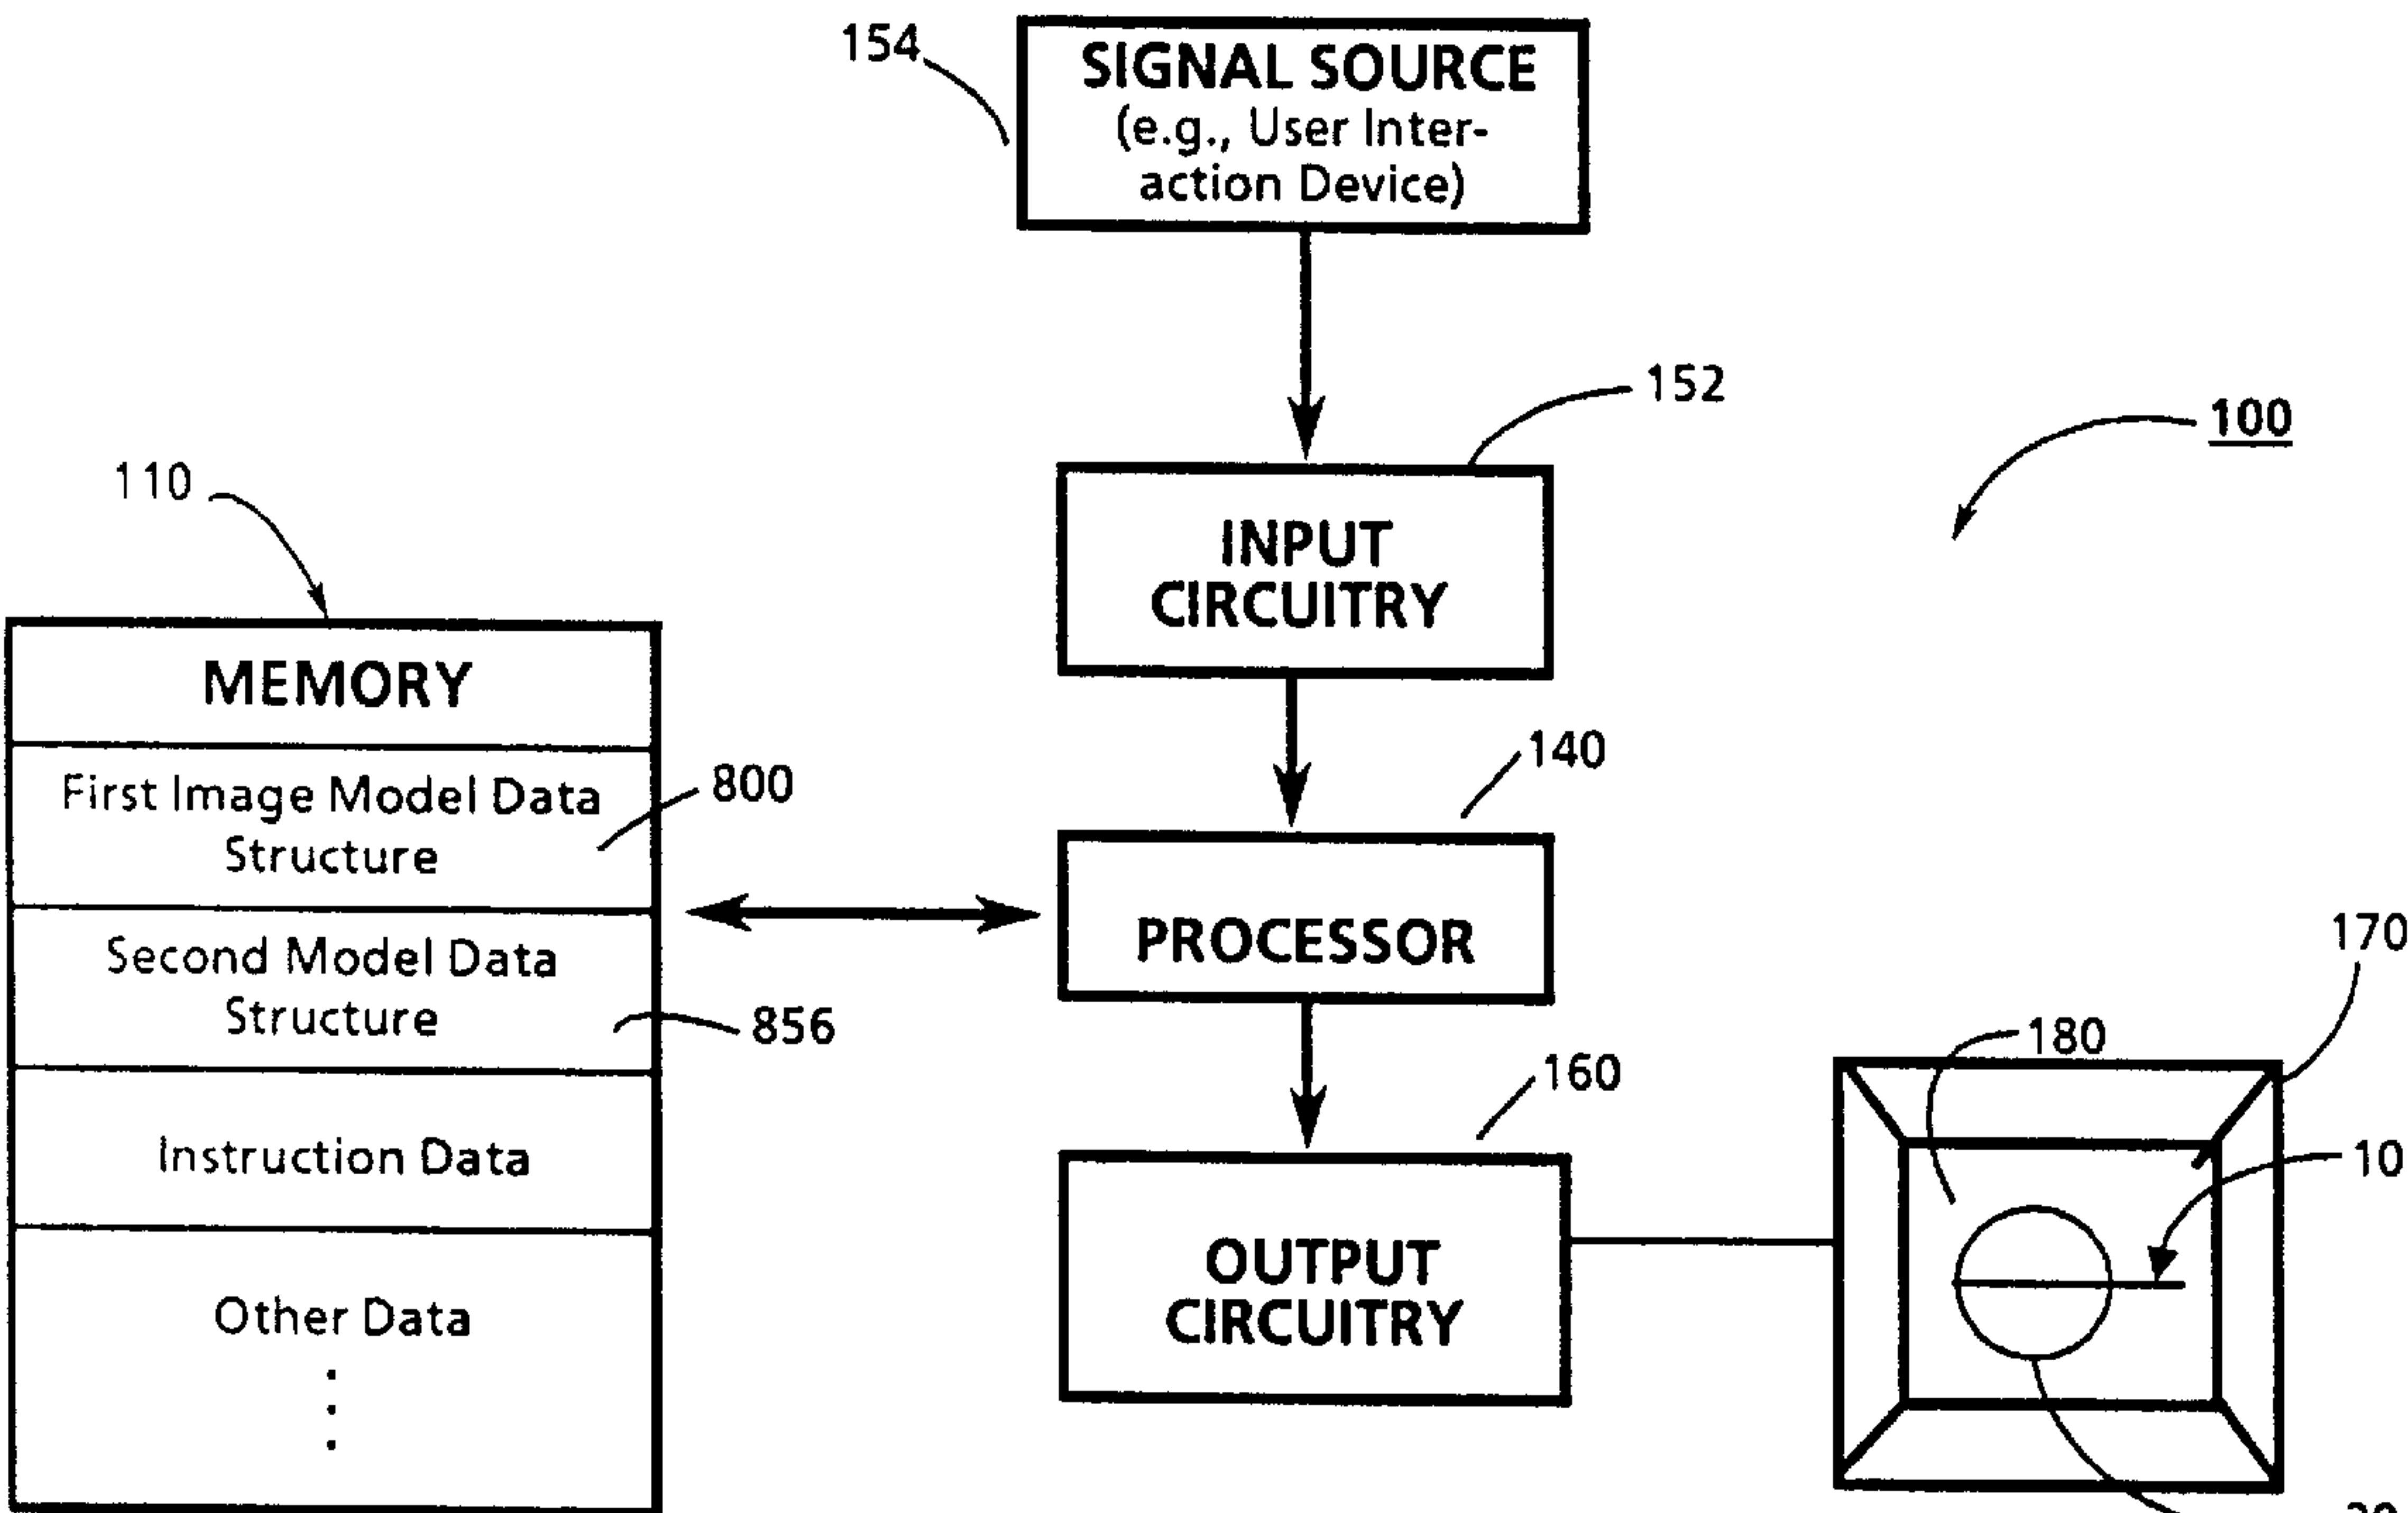 154
SIGNAL SOURCE
(e.g., User Inter-
action Device)
152
100
110
INPUT
CIRCUITRY
MEMORY
First Image Model Data
Structure
800
140
Second Model Data
Structure
856
PROCESSOR
170
180
160
10
Instruction Data
OUTPUT
CIRCUITRY
Other Data